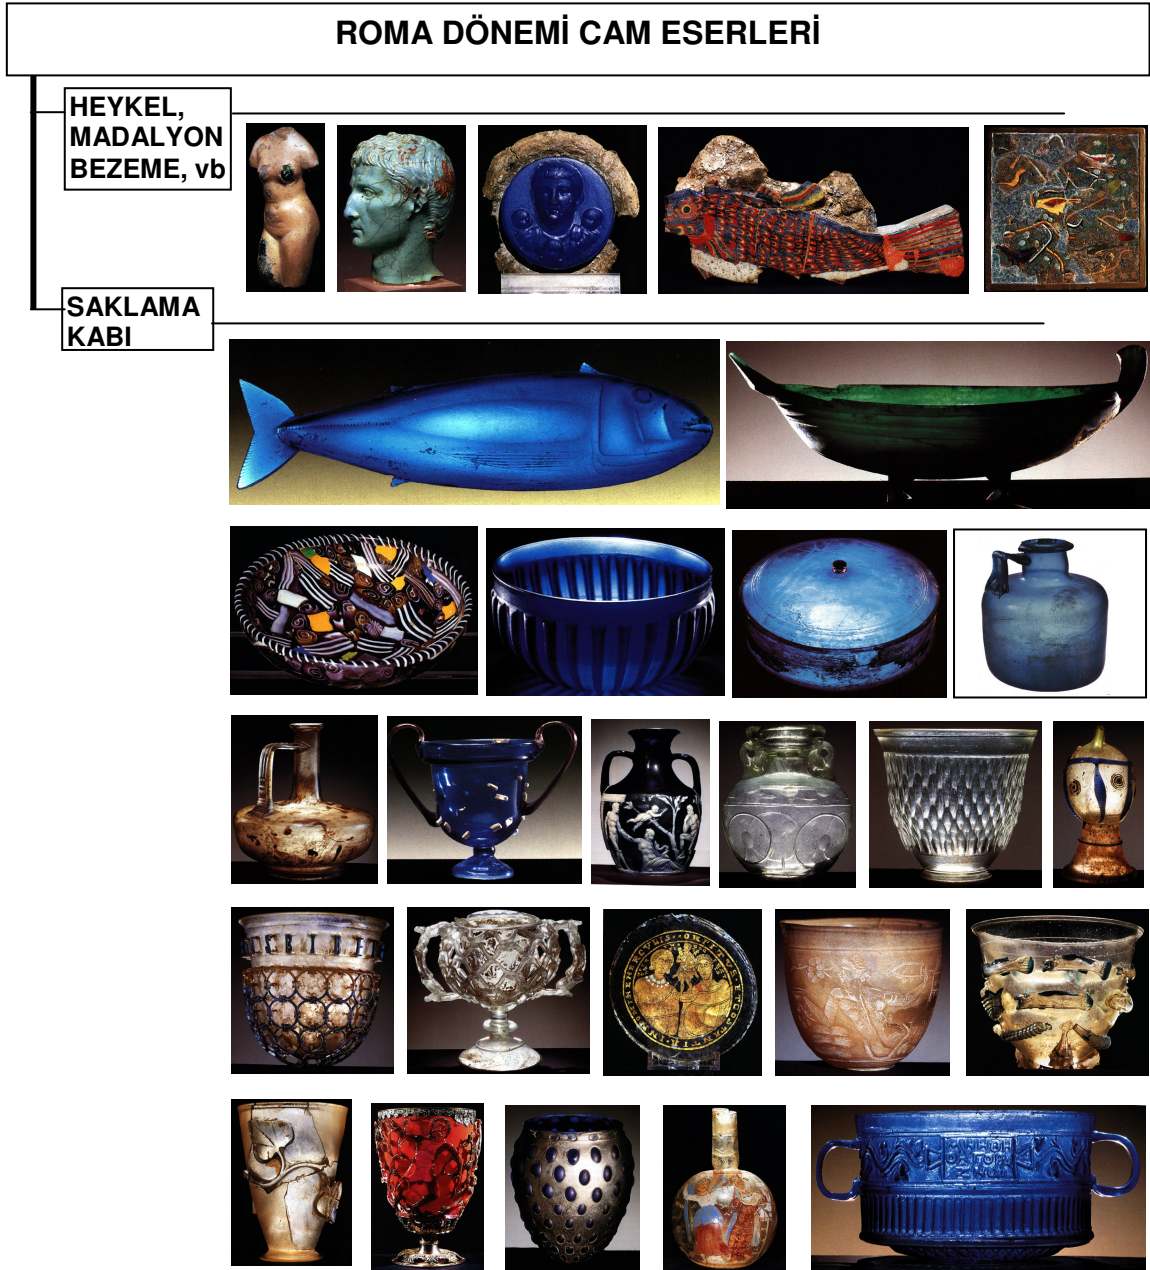 ROMA DÖNEMİ CAM ESERLERİ
HEYKEL,
MADALYON
BEZEME, vb
SAKLAMA
KABI